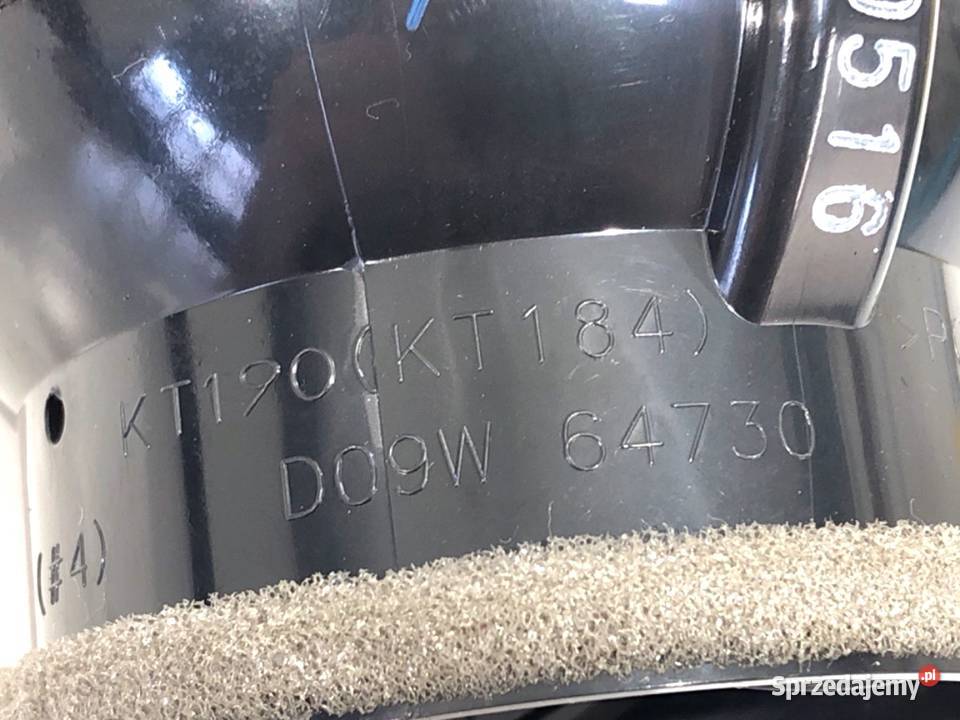 0516
KT190(KT184)
>P
D09W 64730
(#4)
Sprzedajemy.pl